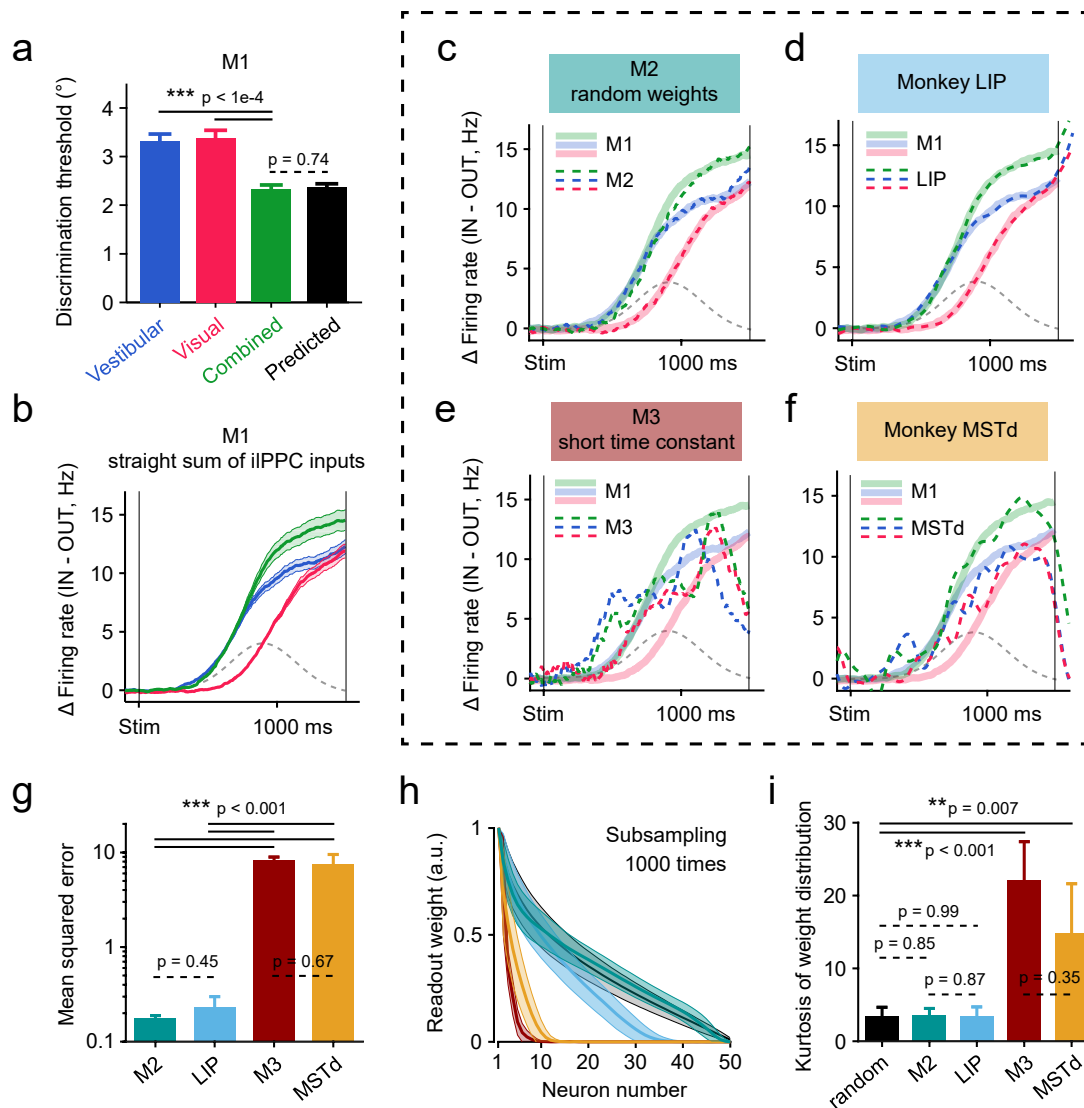 a
M1
*** p < 1e-4
p = 0.74
Discrimination threshold (°)
4
3
2
1
0
Vestibular
Visual
Combined
Predicted
b
M1
straight sum of ilPPC inputs
Δ Firing rate (IN - OUT, Hz)
15
10
5
0
Stim
1000 ms
c
M2
random weights
Δ Firing rate (IN - OUT, Hz)
15
10
5
0
M1
M2
Stim
1000 ms
d
Monkey LIP
15
10
5
0
M1
LIP
Stim
1000 ms
e
M3
short time constant
Δ Firing rate (IN - OUT, Hz)
15
10
5
0
M1
M3
Stim
1000 ms
f
Monkey MSTd
15
10
5
0
M1
MSTd
Stim
1000 ms
g
*** p < 0.001
Mean squared error
10
1
0.1
p = 0.45
p = 0.67
M2
LIP
M3
MSTd
h
Subsampling
1000 times
Readout weight (a.u.)
1
0.5
0
1
10
20
30
40
50
Neuron number
i
**p = 0.007
***p < 0.001
p = 0.99
p = 0.85
p = 0.87
p = 0.35
Kurtosis of weight distribution
30
20
10
0
random
M2
LIP
M3
MSTd